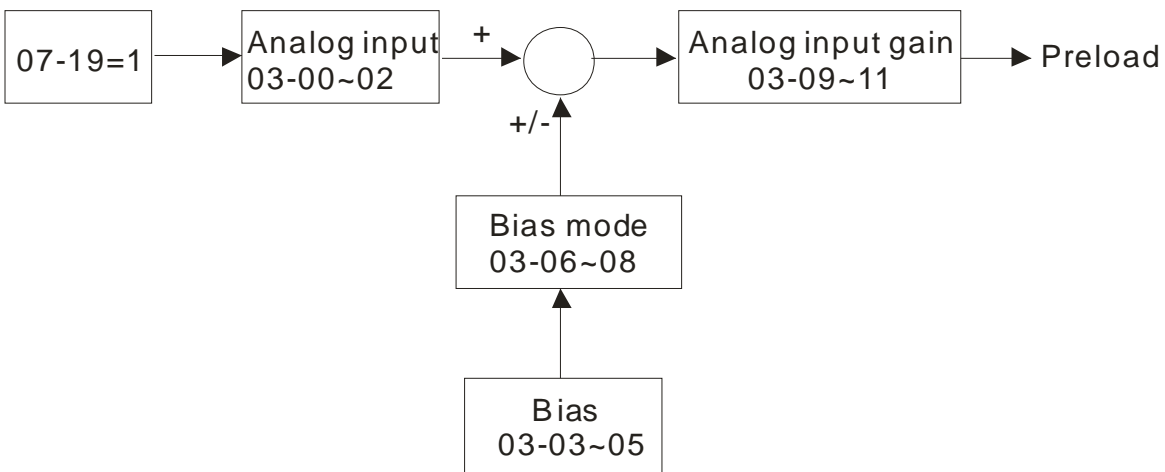 07-19=1
Analog input
03-00~02
+
+/-
Analog input gain
03-09~11
Preload
Bias mode
03-06~08
Bias
03-03~05